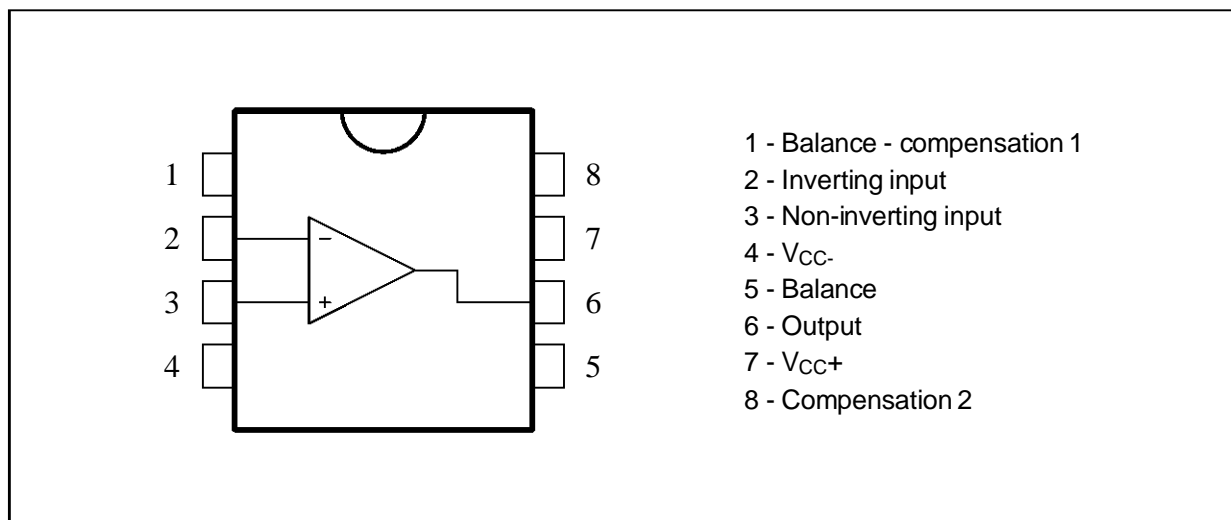 1 8
2 − 7
3 + 6
4 5
1 - Balance - compensation 1
2 - Inverting input
3 - Non-inverting input
4 - VCC-
5 - Balance
6 - Output
7 - VCC+
8 - Compensation 2